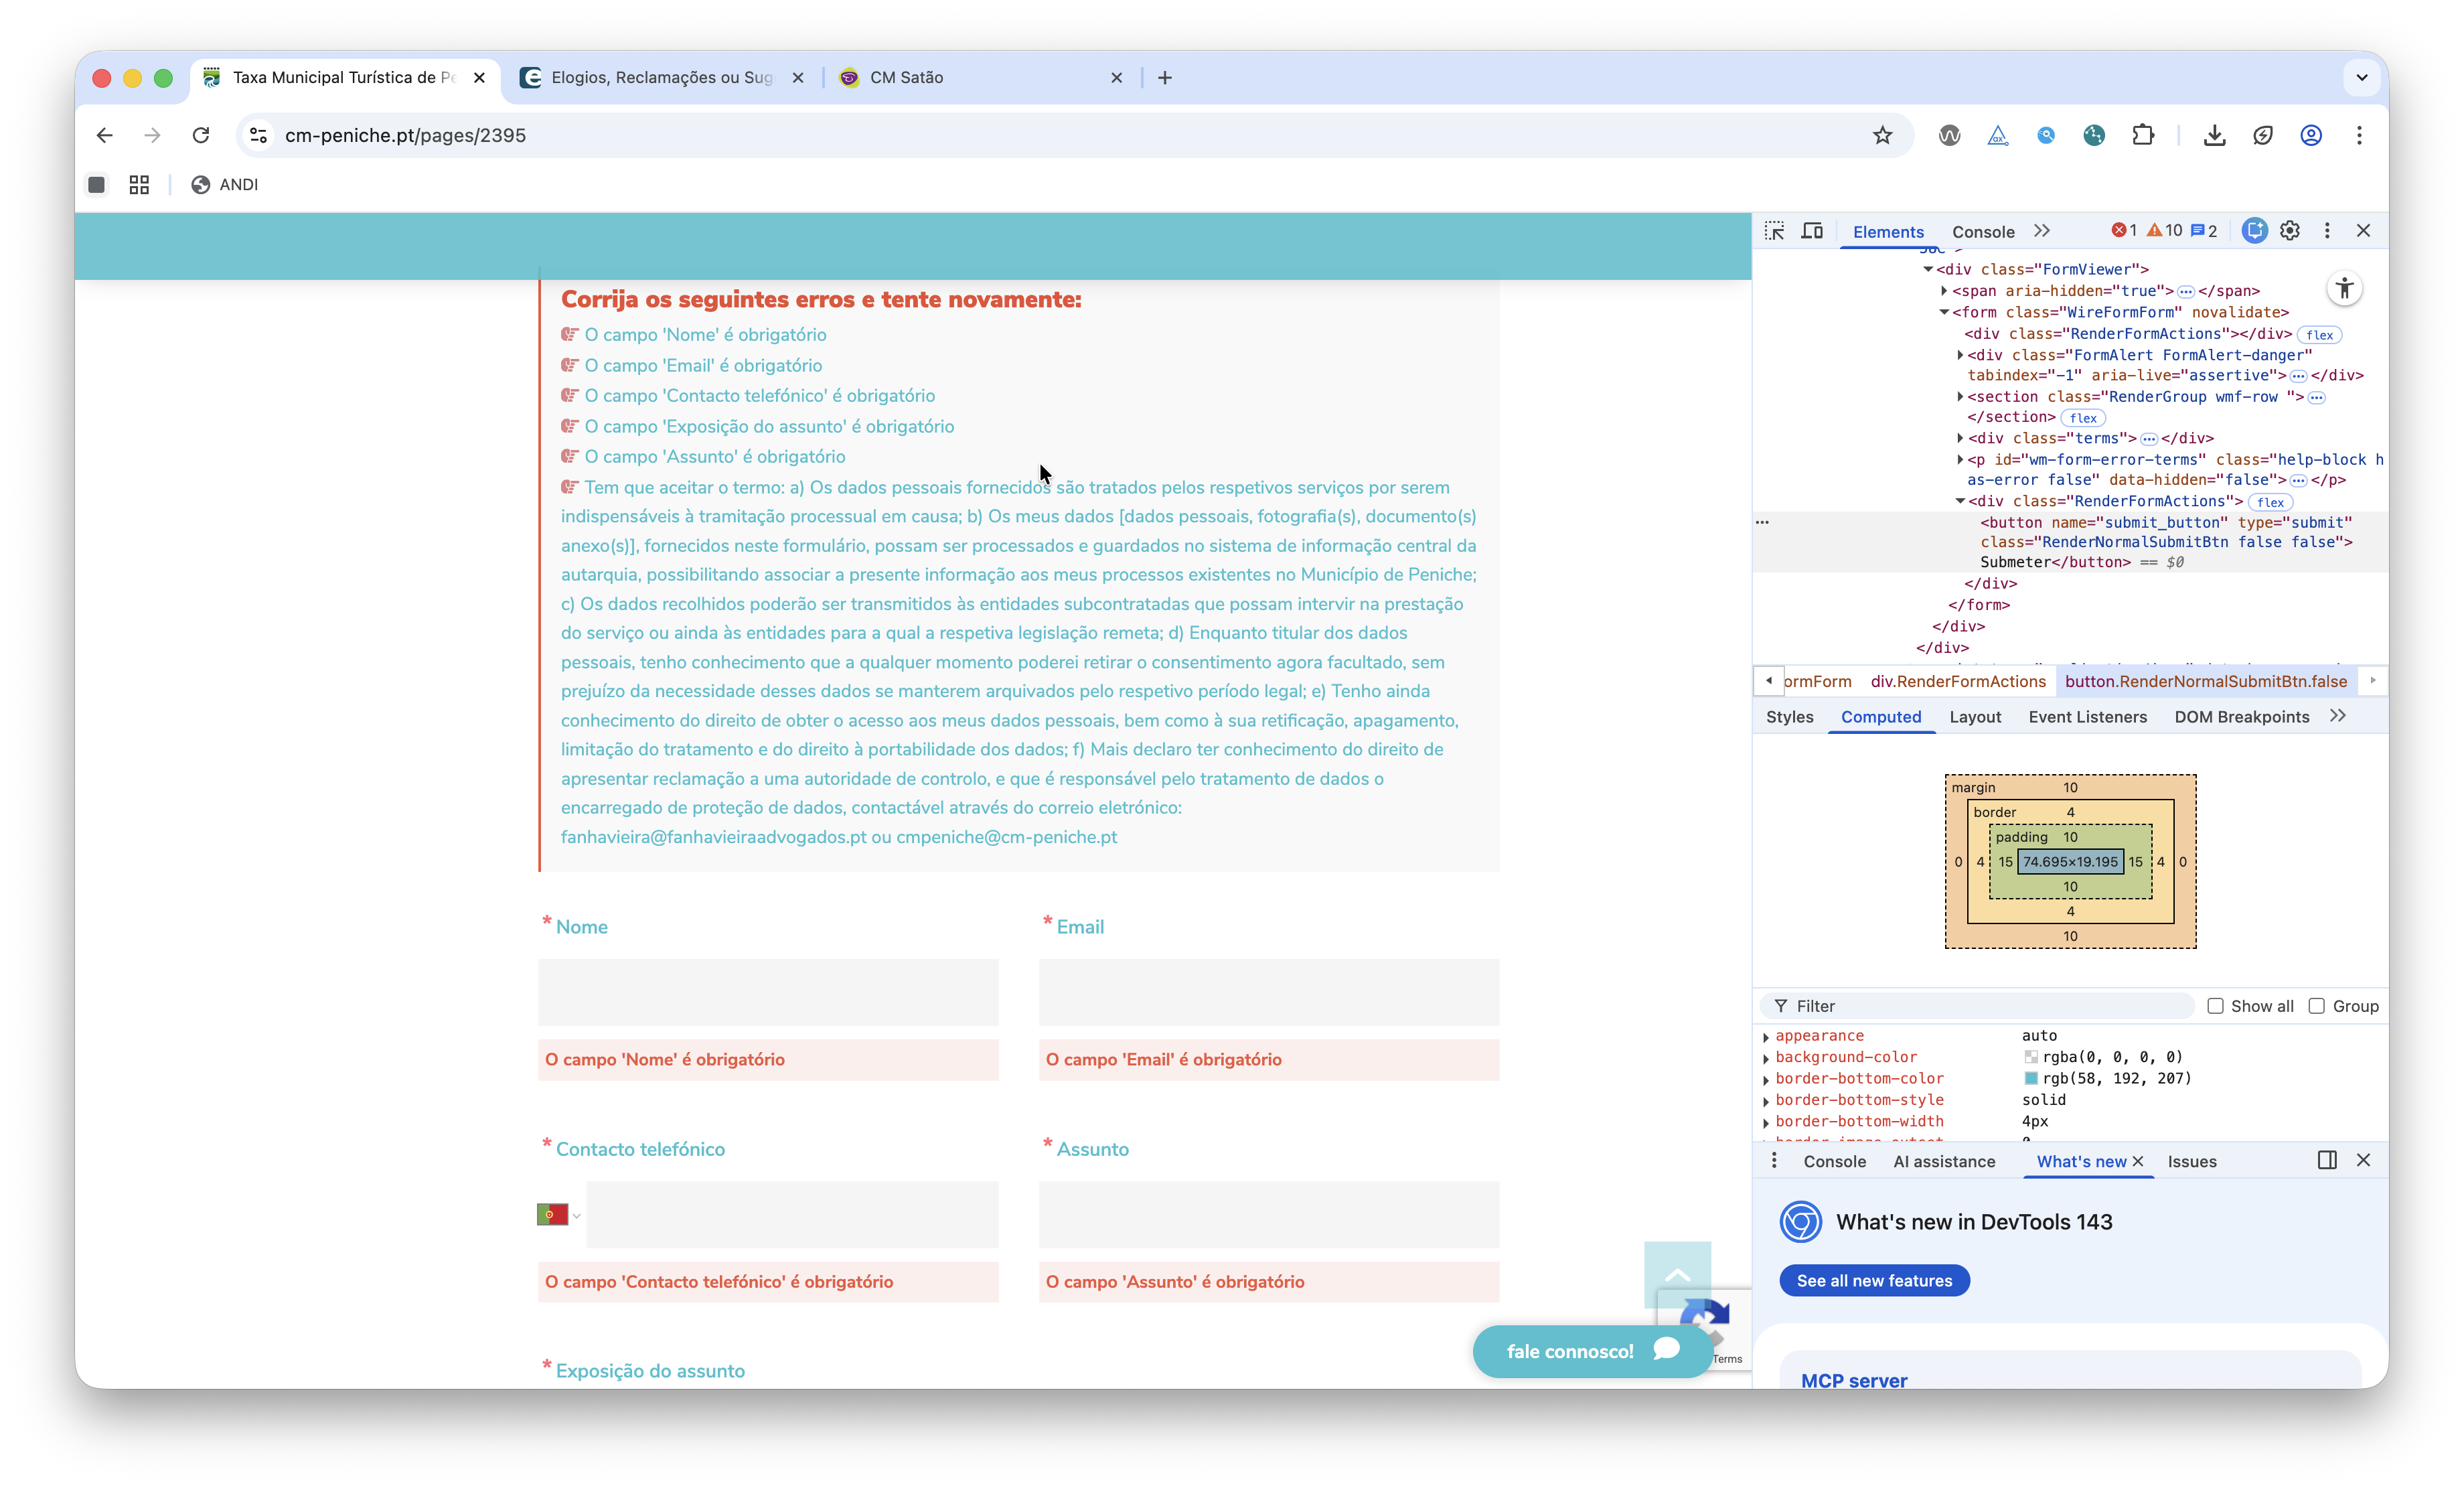 Taxa Municipal Turística de Pe
Elogios, Reclamações ou Sug
CM Satão
cm-peniche.pt/pages/2395
ANDI
Corrija os seguintes erros e tente novamente:
O campo 'Nome' é obrigatório
O campo 'Email' é obrigatório
O campo 'Contacto telefónico' é obrigatório
O campo 'Exposição do assunto' é obrigatório
O campo 'Assunto' é obrigatório
Tem que aceitar o termo: a) Os dados pessoais fornecidos são tratados pelos respetivos serviços por serem
indispensáveis à tramitação processual em causa; b) Os meus dados [dados pessoais, fotografia(s), documento(s)
anexo(s)], fornecidos neste formulário, possam ser processados e guardados no sistema de informação central da
autarquia, possibilitando associar a presente informação aos meus processos existentes no Município de Peniche;
c) Os dados recolhidos poderão ser transmitidos às entidades subcontratadas que possam intervir na prestação
do serviço ou ainda às entidades para a qual a respetiva legislação remeta; d) Enquanto titular dos dados
pessoais, tenho conhecimento que a qualquer momento poderei retirar o consentimento agora facultado, sem
prejuízo da necessidade desses dados se manterem arquivados pelo respetivo período legal; e) Tenho ainda
conhecimento do direito de obter o acesso aos meus dados pessoais, bem como à sua retificação, apagamento,
limitação do tratamento e do direito à portabilidade dos dados; f) Mais declaro ter conhecimento do direito de
apresentar reclamação a uma autoridade de controlo, e que é responsável pelo tratamento de dados o
encarregado de proteção de dados, contactável através do correio eletrónico:
fanhavieira@fanhavieiraadvogados.pt ou cmpeniche@cm-peniche.pt
* Nome
* Email
O campo 'Nome' é obrigatório
O campo 'Email' é obrigatório
* Contacto telefónico
* Assunto
O campo 'Contacto telefónico' é obrigatório
O campo 'Assunto' é obrigatório
* Exposição do assunto
fale connosco!
Terms
Elements
Console
1
10
2
<div class="FormViewer">
<span aria-hidden="true"></span>
<form class="WireFormForm" novalidate>
<div class="RenderFormActions"></div> flex
<div class="FormAlert FormAlert-danger"
tabindex="-1" aria-live="assertive"></div>
<section class="RenderGroup wmf-row ">
</section> flex
<div class="terms"></div>
<p id="wm-form-error-terms" class="help-block h
as-error false" data-hidden="false"></p>
<div class="RenderFormActions"> flex
<button name="submit_button" type="submit"
class="RenderNormalSubmitBtn false false">
Submeter</button> == $0
</div>
</form>
</div>
</div>
ormForm div.RenderFormActions button.RenderNormalSubmitBtn.false
Styles Computed Layout Event Listeners DOM Breakpoints
margin 10
border 4
padding 10
0 4 15 74.695×19.195 15 4 0
10
4
10
Filter
Show all
Group
appearance auto
background-color rgba(0, 0, 0, 0)
border-bottom-color rgb(58, 192, 207)
border-bottom-style solid
border-bottom-width 4px
Console AI assistance What's new Issues
What's new in DevTools 143
See all new features
MCP server